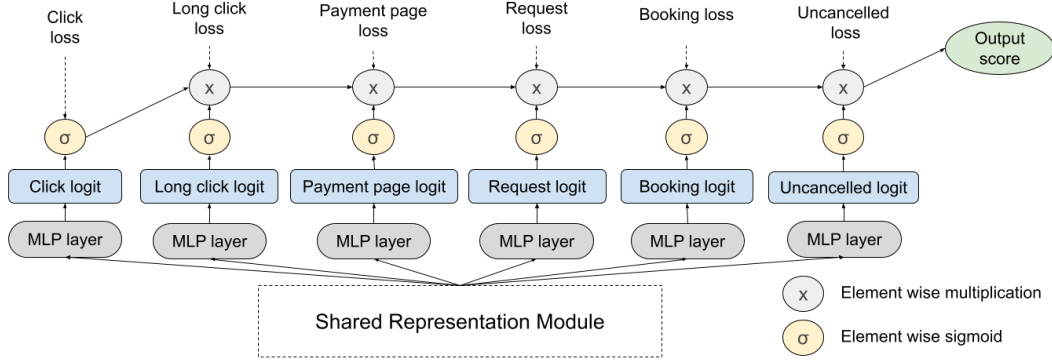 Click
loss
Long click
loss
Payment page
loss
Request
loss
Booking loss
Uncancelled
loss
Output
score
x
x
x
x
x
σ
σ
σ
σ
σ
σ
Click logit
Long click logit
Payment page logit
Request logit
Booking logit
Uncancelled logit
MLP layer
MLP layer
MLP layer
MLP layer
MLP layer
MLP layer
Shared Representation Module
x Element wise multiplication
σ Element wise sigmoid